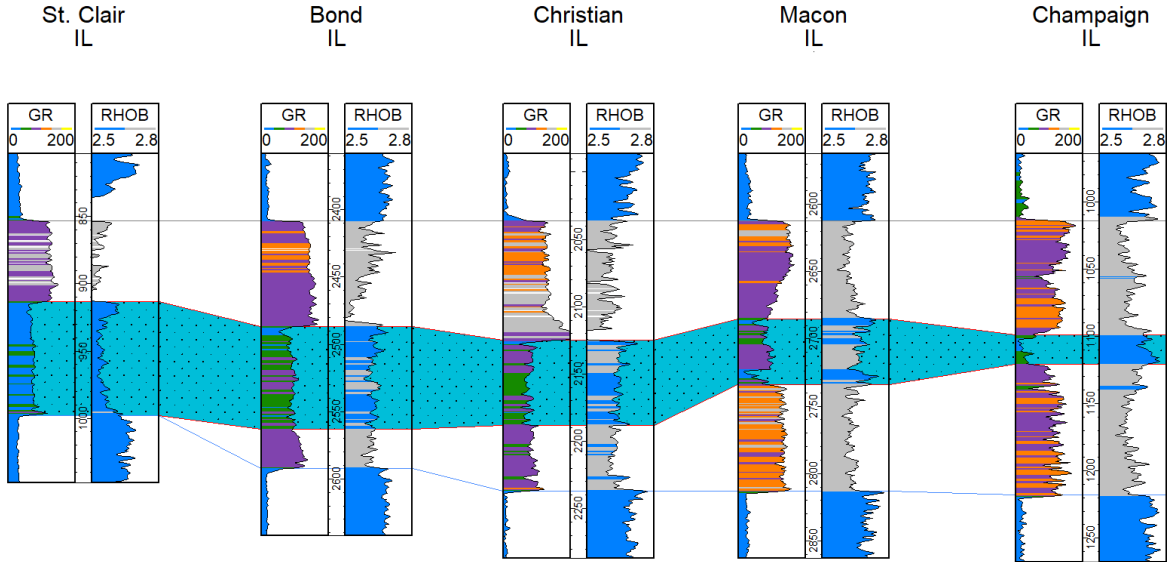 St. Clair
IL
Bond
IL
Christian
IL
Macon
IL
Champaign
IL
GR
0 200
RHOB
2.5 2.8
GR
0 200
RHOB
2.5 2.8
GR
0 200
RHOB
2.5 2.8
GR
0 200
RHOB
2.5 2.8
GR
0 200
RHOB
2.5 2.8
850
900
950
1000
2400
2450
2500
2550
2600
2050
2100
2150
2200
2250
2600
2650
2700
2750
2800
2850
1000
1050
1100
1150
1200
1250